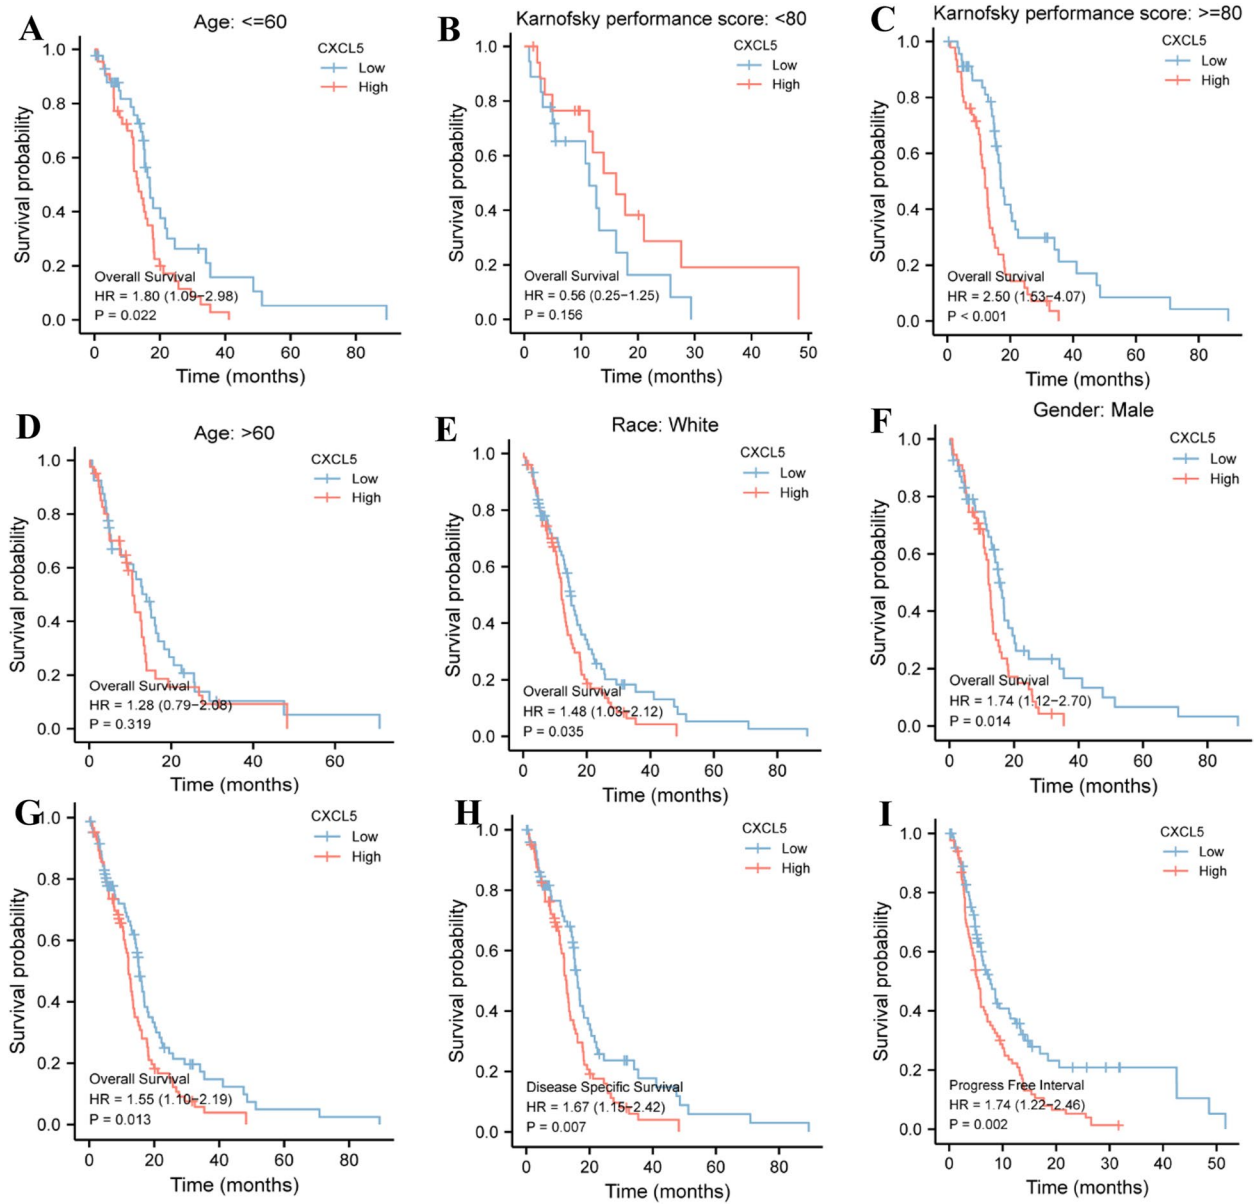 A
Age: <=60
CXCL5
Low
High
Survival probability
1.0
0.8
0.6
0.4
0.2
0.0
Overall Survival
HR = 1.80 (1.09−2.98)
P = 0.022
0 20 40 60 80
Time (months)
B
Karnofsky performance score: <80
CXCL5
Low
High
Survival probability
1.0
0.8
0.6
0.4
0.2
0.0
Overall Survival
HR = 0.56 (0.25−1.25)
P = 0.156
0 10 20 30 40 50
Time (months)
C
Karnofsky performance score: >=80
CXCL5
Low
High
Survival probability
1.0
0.8
0.6
0.4
0.2
0.0
Overall Survival
HR = 2.50 (1.53−4.07)
P < 0.001
0 20 40 60 80
Time (months)
D
Age: >60
CXCL5
Low
High
Survival probability
1.0
0.8
0.6
0.4
0.2
0.0
Overall Survival
HR = 1.28 (0.79−2.08)
P = 0.319
0 20 40 60
Time (months)
E
Race: White
CXCL5
Low
High
Survival probability
1.0
0.8
0.6
0.4
0.2
0.0
Overall Survival
HR = 1.48 (1.03−2.12)
P = 0.035
0 20 40 60 80
Time (months)
F
Gender: Male
CXCL5
Low
High
Survival probability
1.0
0.8
0.6
0.4
0.2
0.0
Overall Survival
HR = 1.74 (1.12−2.70)
P = 0.014
0 20 40 60 80
Time (months)
G
CXCL5
Low
High
Survival probability
1.0
0.8
0.6
0.4
0.2
0.0
Overall Survival
HR = 1.55 (1.10−2.19)
P = 0.013
0 20 40 60 80
Time (months)
H
CXCL5
Low
High
Survival probability
1.0
0.8
0.6
0.4
0.2
0.0
Disease Specific Survival
HR = 1.67 (1.15−2.42)
P = 0.007
0 20 40 60 80
Time (months)
I
CXCL5
Low
High
Survival probability
1.0
0.8
0.6
0.4
0.2
0.0
Progress Free Interval
HR = 1.74 (1.22−2.46)
P = 0.002
0 10 20 30 40 50
Time (months)